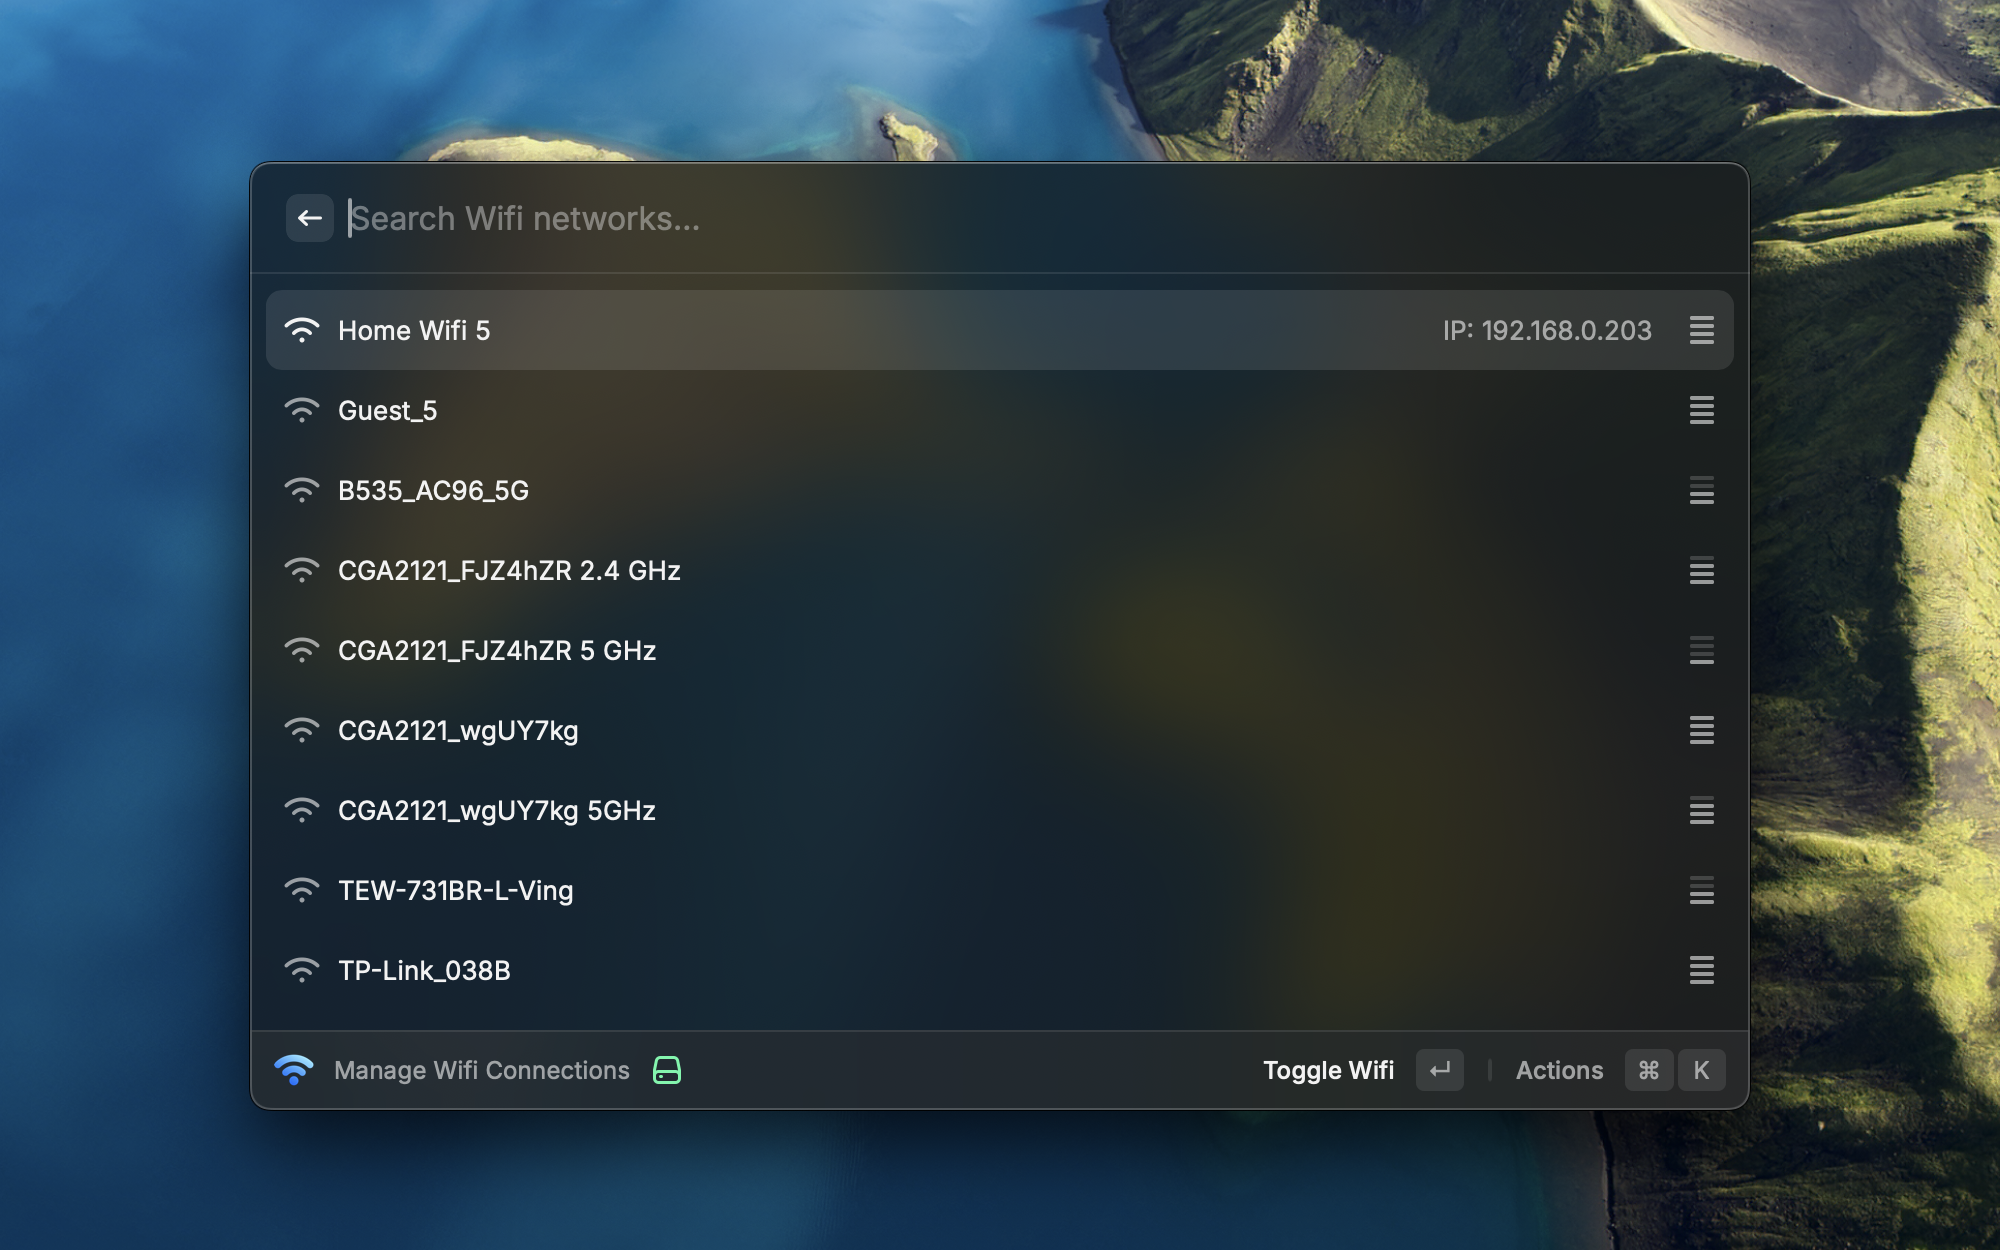 Search Wifi networks...
Home Wifi 5 IP: 192.168.0.203
Guest_5
B535_AC96_5G
CGA2121_FJZ4hZR 2.4 GHz
CGA2121_FJZ4hZR 5 GHz
CGA2121_wgUY7kg
CGA2121_wgUY7kg 5GHz
TEW-731BR-L-Ving
TP-Link_038B
Manage Wifi Connections Toggle Wifi ↵ Actions ⌘ K